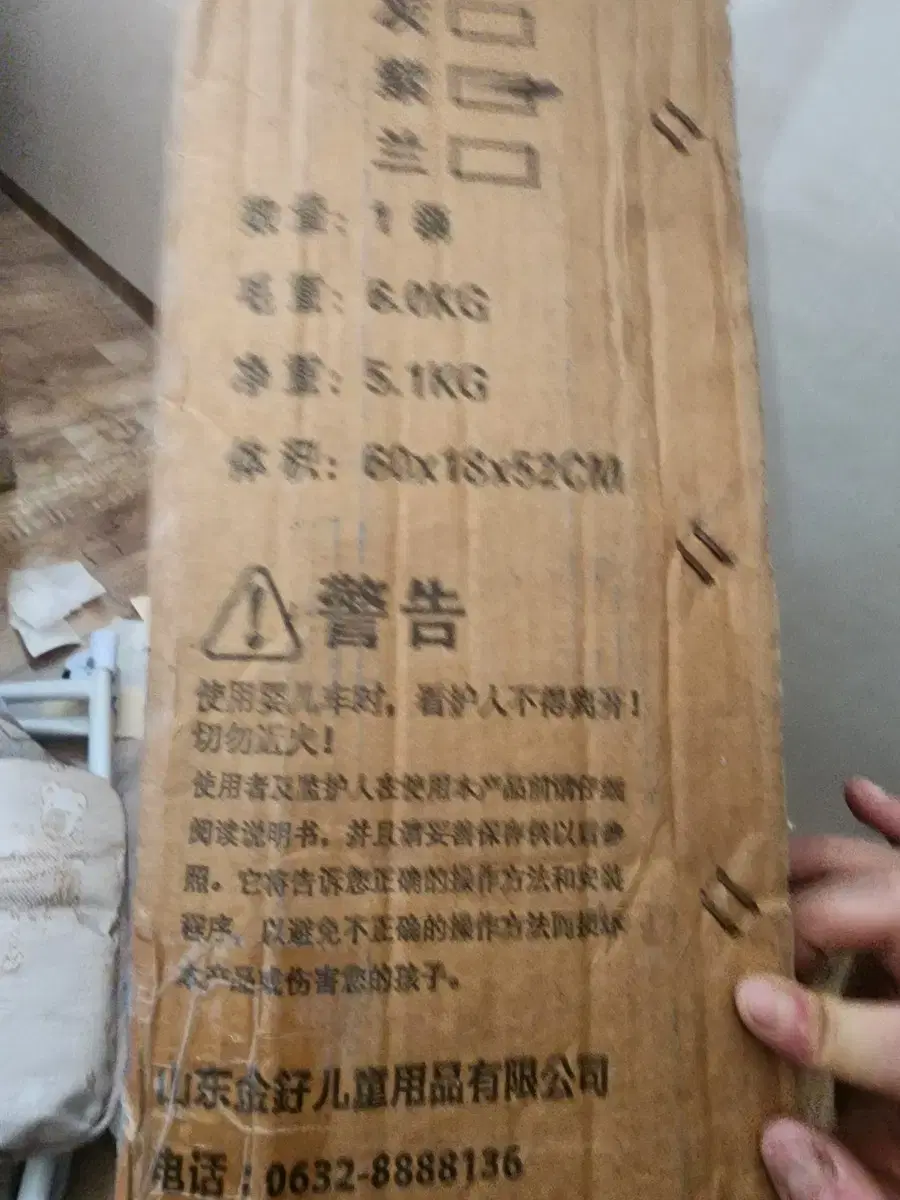 灰
紫
兰
数量：1 辆
毛重：6.0KG
净重：5.1KG
体积：60x18x52CM
警告
使用婴儿车时，看护人不得离开！
切勿近火！
使用者及监护人在使用本产品前请仔细
阅读说明书，并且请妥善保存供以后参
照。它将告诉您正确的操作方法和安装
程序，以避免不正确的操作方法而损坏
本产品或伤害您的孩子。
山东金好儿童用品有限公司
电话：0632-8888136